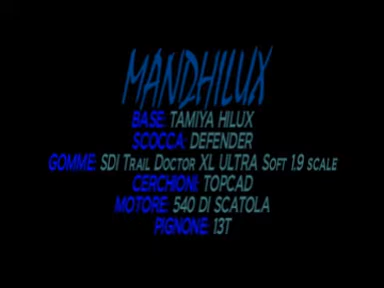 MANDHILUX
BASE: TAMIYA HILUX
SCOCCA: DEFENDER
GOMME: SDI TRAIL DOCTOR XL ULTRA SOFT 1.9 SCALE
CERCHIONI: TOPCAD
MOTORE: 540 DI SCATOLA
PIGNONE: 13T